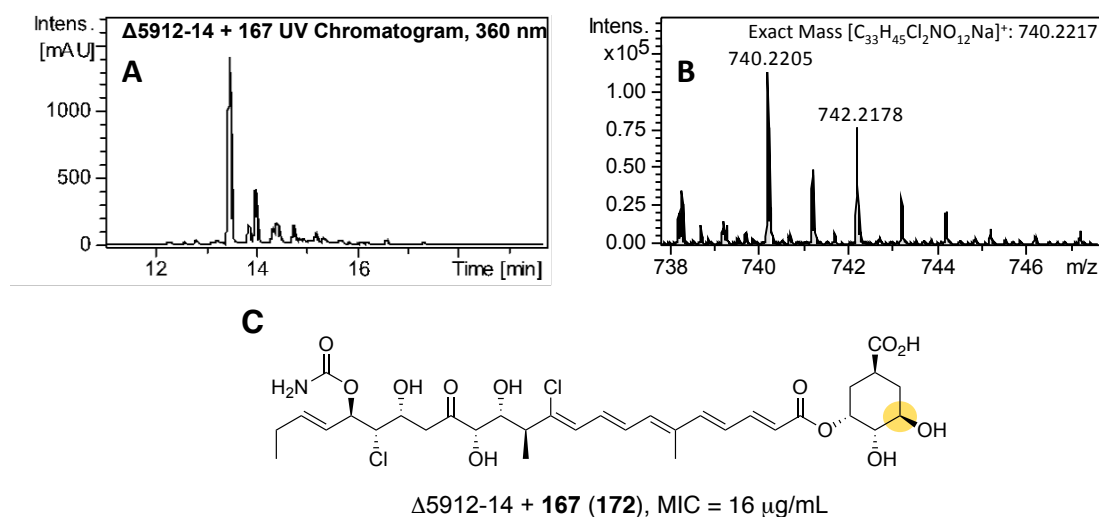 Intens.
[mAU]
Δ5912-14 + 167 UV Chromatogram, 360 nm
A
1000
500
0
12
14
16
Time [min]
Intens.
x10⁵
Exact Mass [C₃₃H₄₅Cl₂NO₁₂Na]⁺: 740.2217
B
740.2205
742.2178
1.00
0.75
0.50
0.25
0.00
738
740
742
744
746
m/z
C
O
H₂N
O
OH
O
OH
Cl
O
CO₂H
O
OH
Cl
OH
OH
Δ5912-14 + 167 (172), MIC = 16 μg/mL